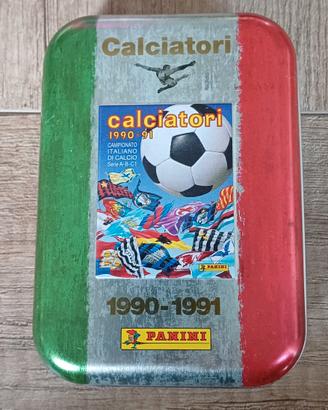 Calciatori
calciatori
1990-91
CAMPIONATO
ITALIANO
DI CALCIO
Serie A-B-C1
PANINI
1990-1991
PANINI